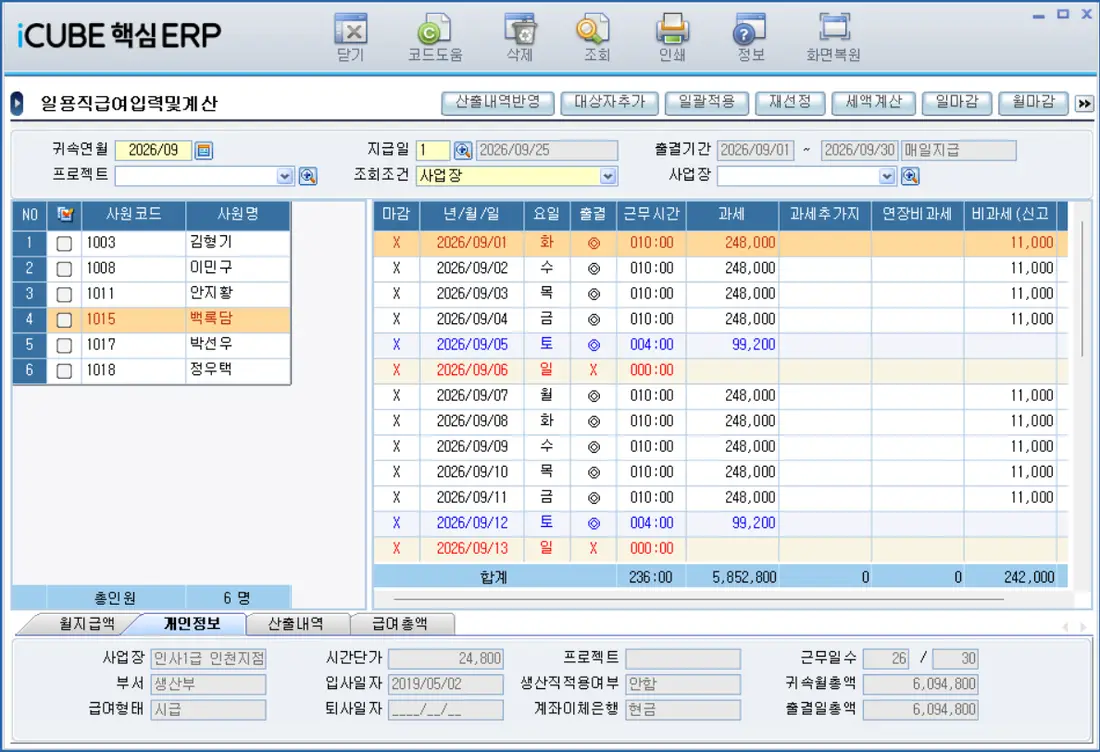 iCUBE 핵심 ERP
닫기 코드도움 삭제 조회 인쇄 정보 화면복원
일용직급여입력및계산
산출내역반영 대상자추가 일괄적용 재선정 세액계산 일마감 월마감
귀속연월 2026/09 지급일 1 2026/09/25 출결기간 2026/09/01 ~ 2026/09/30 매일지급
프로젝트 조회조건 사업장 사업장
NO 사원코드 사원명
1 1003 김형기
2 1008 이민구
3 1011 안지황
4 1015 백록담
5 1017 박선우
6 1018 정우택
총인원 6 명
마감 년/월/일 요일 출결 근무시간 과세 과세추가지 연장비과세 비과세(신고
X 2026/09/01 화 ◎ 010:00 248,000 11,000
X 2026/09/02 수 ◎ 010:00 248,000 11,000
X 2026/09/03 목 ◎ 010:00 248,000 11,000
X 2026/09/04 금 ◎ 010:00 248,000 11,000
X 2026/09/05 토 ◎ 004:00 99,200
X 2026/09/06 일 X 000:00
X 2026/09/07 월 ◎ 010:00 248,000 11,000
X 2026/09/08 화 ◎ 010:00 248,000 11,000
X 2026/09/09 수 ◎ 010:00 248,000 11,000
X 2026/09/10 목 ◎ 010:00 248,000 11,000
X 2026/09/11 금 ◎ 010:00 248,000 11,000
X 2026/09/12 토 ◎ 004:00 99,200
X 2026/09/13 일 X 000:00
합계 236:00 5,852,800 0 0 242,000
월지급액 개인정보 산출내역 급여총액
사업장 인사1급 인천지점 시간단가 24,800 프로젝트 근무일수 26 / 30
부서 생산부 입사일자 2019/05/02 생산직적용여부 안함 귀속월총액 6,094,800
급여형태 시급 퇴사일자 ____/__/__ 계좌이체은행 현금 출결일총액 6,094,800